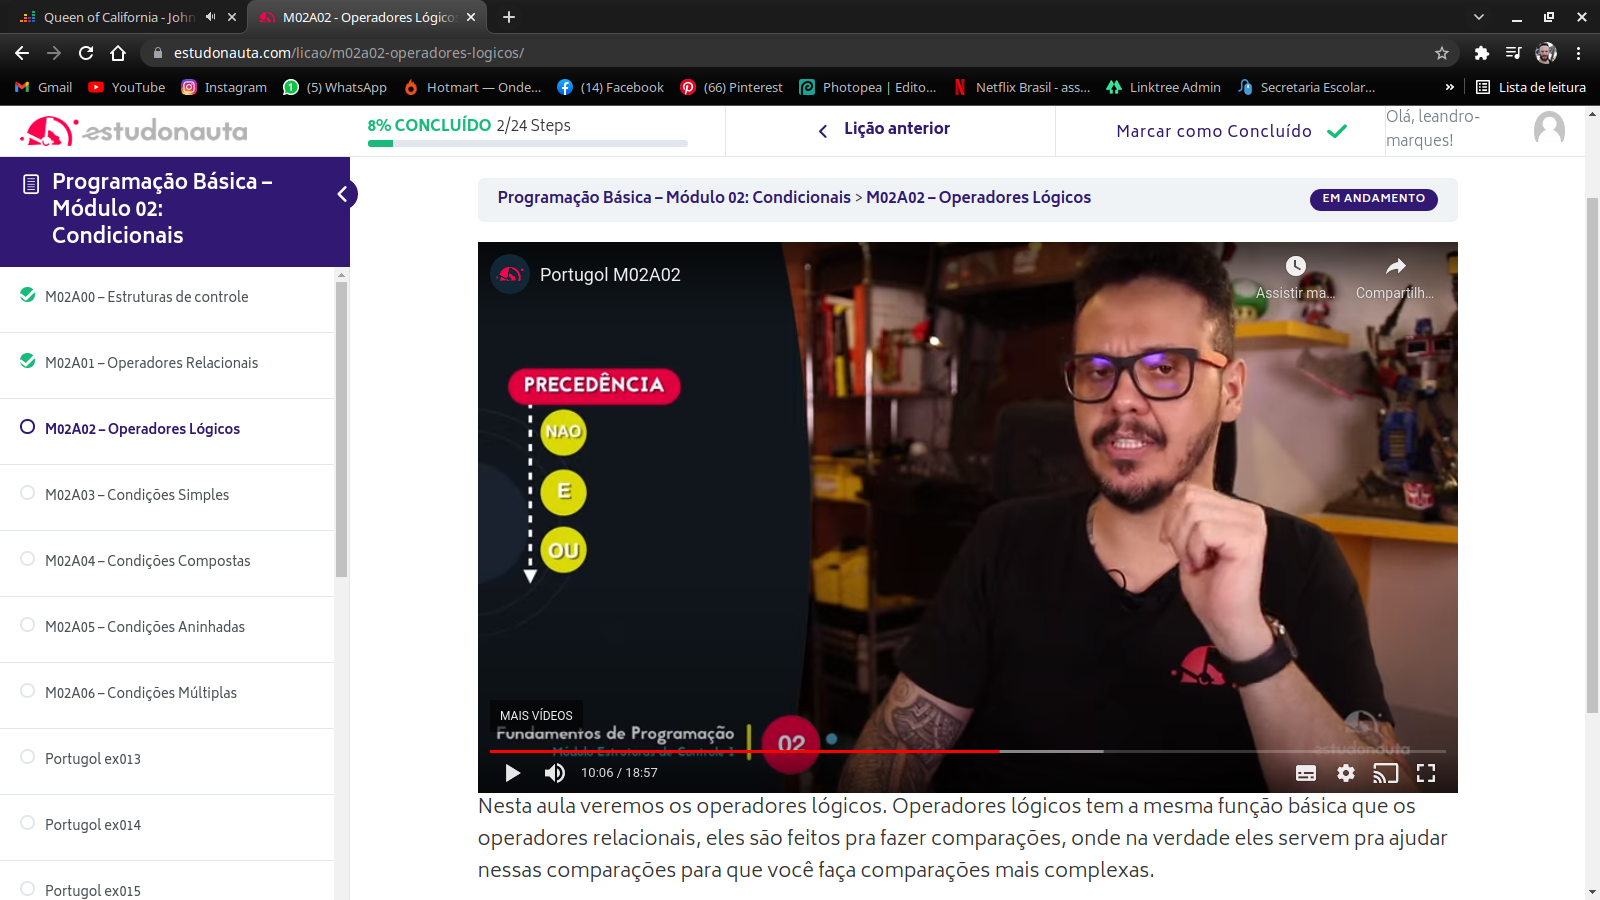 Queen of California - John
M02A02 - Operadores Lógico
estudonauta.com/licao/m02a02-operadores-logicos/
Gmail
YouTube
Instagram
(5) WhatsApp
Hotmart — Onde...
(14) Facebook
(66) Pinterest
Photopea | Edito...
Netflix Brasil - ass...
Linktree Admin
Secretaria Escolar...
»
Lista de leitura
estudonauta
8% CONCLUÍDO 2/24 Steps
Lição anterior
Marcar como Concluído
Olá, leandro-
marques!
Programação Básica –
Módulo 02:
Condicionais
M02A00 – Estruturas de controle
M02A01 – Operadores Relacionais
M02A02 – Operadores Lógicos
M02A03 – Condições Simples
M02A04 – Condições Compostas
M02A05 – Condições Aninhadas
M02A06 – Condições Múltiplas
Portugol ex013
Portugol ex014
Portugol ex015
Programação Básica – Módulo 02: Condicionais > M02A02 – Operadores Lógicos
EM ANDAMENTO
Portugol M02A02
Assistir ma...
Compartilh...
PRECEDÊNCIA
NAO
E
OU
MAIS VÍDEOS
Fundamentos de Programação
Módulo Estruturas de Controle I
02
estudonauta
10:06 / 18:57
Nesta aula veremos os operadores lógicos. Operadores lógicos tem a mesma função básica que os
operadores relacionais, eles são feitos pra fazer comparações, onde na verdade eles servem pra ajudar
nessas comparações para que você faça comparações mais complexas.